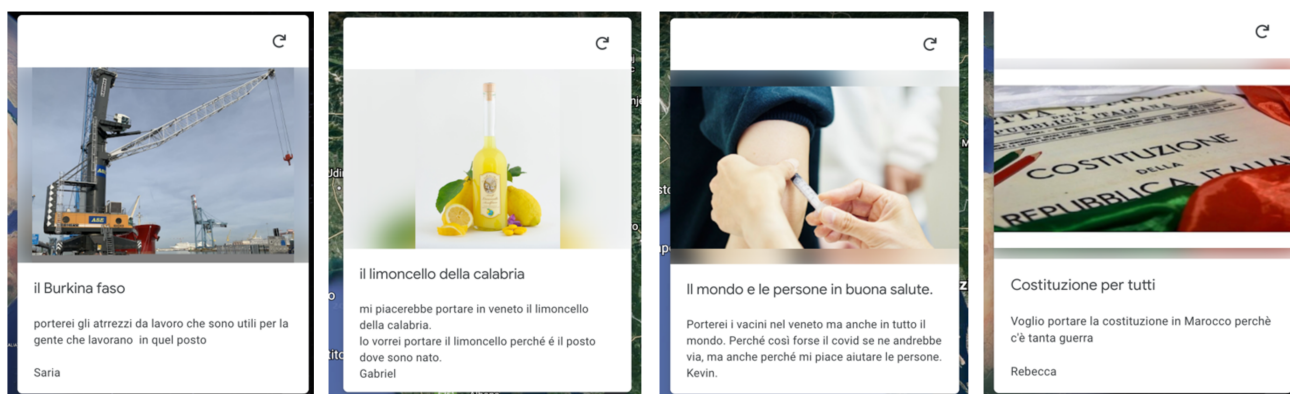 il Burkina faso
porterei gli atrrezzi da lavoro che sono utili per la
gente che lavorano in quel posto
Saria
il limoncello della calabria
mi piacerebbe portare in veneto il limoncello
della calabria.
Io vorrei portare il limoncello perché é il posto
dove sono nato.
Gabriel
Il mondo e le persone in buona salute.
Porterei i vacini nel veneto ma anche in tutto il
mondo. Perché così forse il covid se ne andrebbe
via, ma anche perché mi piace aiutare le persone.
Kevin.
REPUBBLICA ITALIANA
COSTITUZIONE
DELLA
REPUBBLICA ITALIAN
Costituzione per tutti
Voglio portare la costituzione in Marocco perchè
c'è tanta guerra
Rebecca